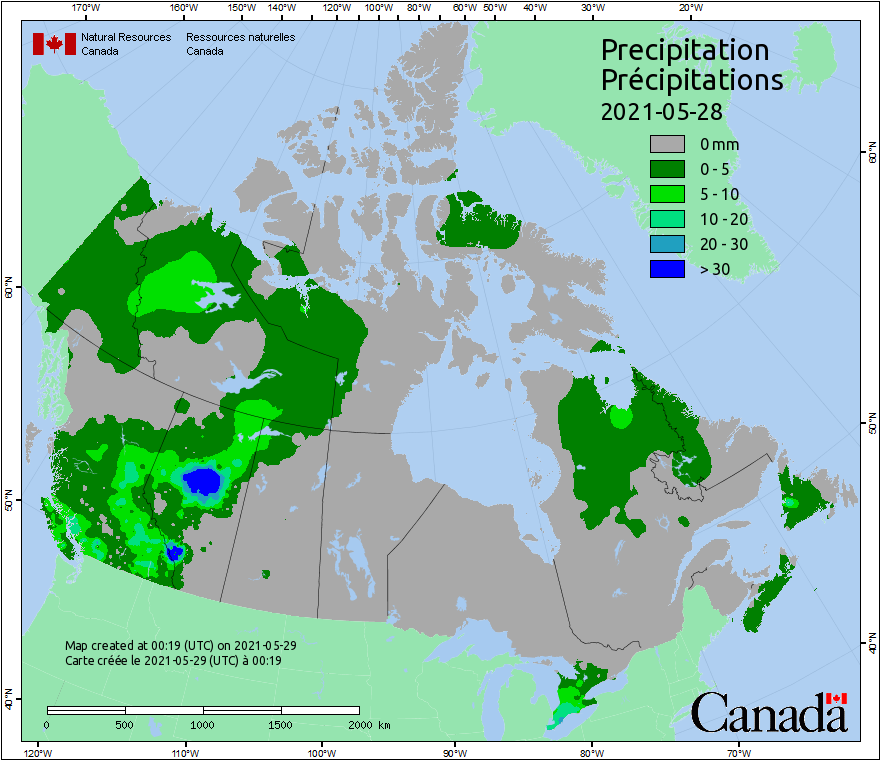 170°W 160°W 150°W 140°W 120°W 100°W 80°W 60°W 50°W 40°W 30°W 20°W
Natural Resources Ressources naturelles
Canada Canada
Precipitation
Précipitations
2021-05-28
0 mm
0 - 5
5 - 10
10 - 20
20 - 30
> 30
60°N
60°N
50°N
50°N
40°N
40°N
Map created at 00:19 (UTC) on 2021-05-29
Carte créée le 2021-05-29 (UTC) à 00:19
0 500 1000 1500 2000 km
Canada
120°W 110°W 100°W 90°W 80°W 70°W